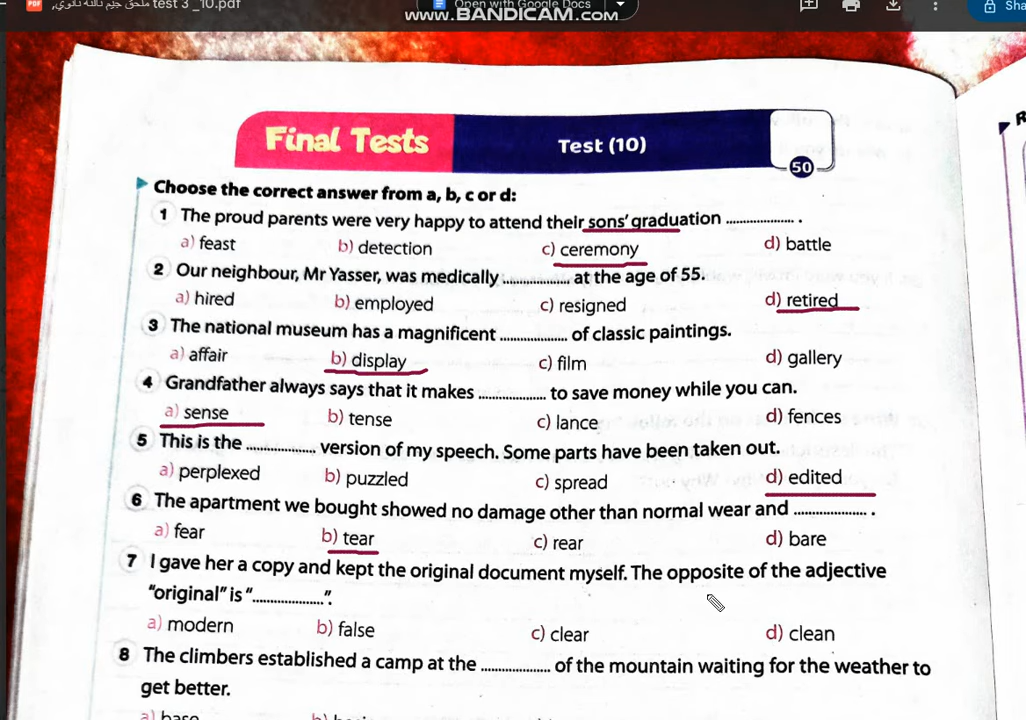 PDF ملحق جيم تالتة ثانوي, test 3 _10.pdf
Open with Google Docs
www.BANDICAM.com
Sha
Final Tests
Test (10)
50
R
Choose the correct answer from a, b, c or d:
1 The proud parents were very happy to attend their sons' graduation .................... .
a) feast b) detection c) ceremony d) battle
2 Our neighbour, Mr Yasser, was medically .................... at the age of 55.
a) hired b) employed c) resigned d) retired
3 The national museum has a magnificent .................... of classic paintings.
a) affair b) display c) film d) gallery
4 Grandfather always says that it makes .................... to save money while you can.
a) sense b) tense c) lance d) fences
5 This is the .................... version of my speech. Some parts have been taken out.
a) perplexed b) puzzled c) spread d) edited
6 The apartment we bought showed no damage other than normal wear and .................... .
a) fear b) tear c) rear d) bare
7 I gave her a copy and kept the original document myself. The opposite of the adjective
"original" is "....................".
a) modern b) false c) clear d) clean
8 The climbers established a camp at the .................... of the mountain waiting for the weather to
get better.
a) base b)